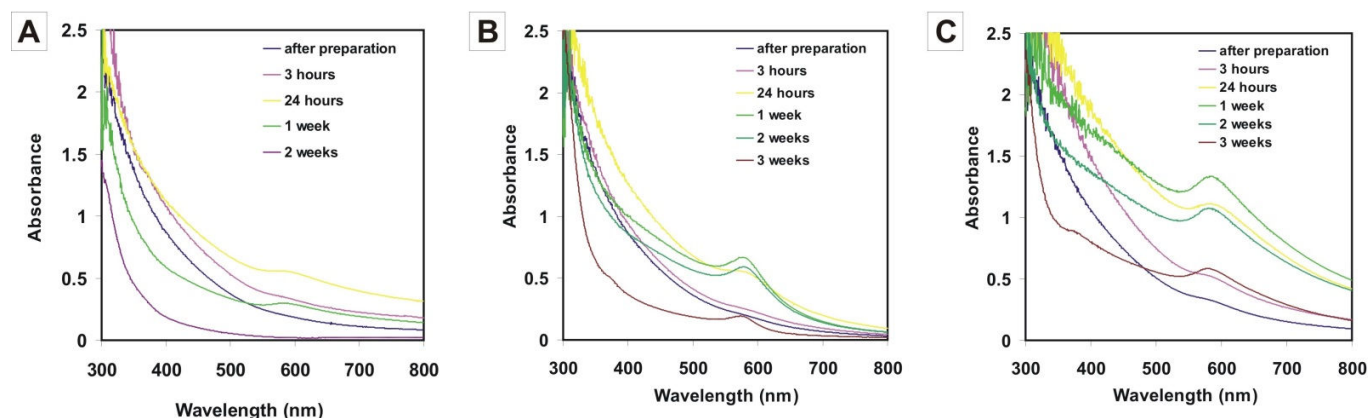 A
2.5
2
1.5
1
0.5
0
Absorbance
after preparation
3 hours
24 hours
1 week
2 weeks
300 400 500 600 700 800
Wavelength (nm)
B
2.5
2
1.5
1
0.5
0
Absorbance
after preparation
3 hours
24 hours
1 week
2 weeks
3 weeks
300 400 500 600 700 800
Wavelength (nm)
C
2.5
2
1.5
1
0.5
0
Absorbance
after preparation
3 hours
24 hours
1 week
2 weeks
3 weeks
300 400 500 600 700 800
Wavelength (nm)